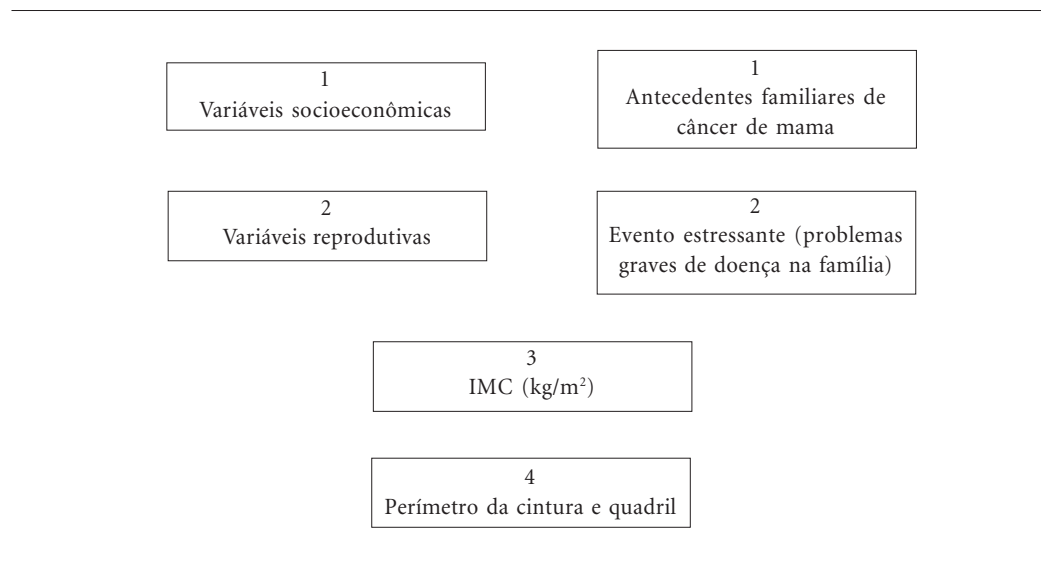 1
Variáveis socioeconômicas
1
Antecedentes familiares de
câncer de mama
2
Variáveis reprodutivas
2
Evento estressante (problemas
graves de doença na família)
3
IMC (kg/m²)
4
Perímetro da cintura e quadril